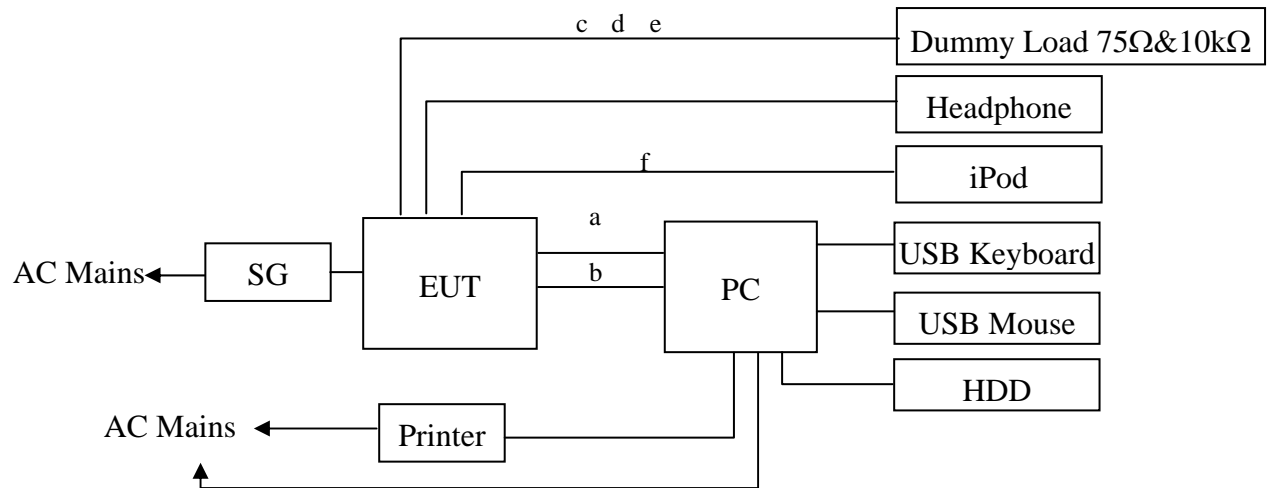 c d e
Dummy Load 75Ω&10kΩ
Headphone
f
iPod
a
AC Mains
SG
EUT
b
PC
USB Keyboard
USB Mouse
HDD
AC Mains
Printer